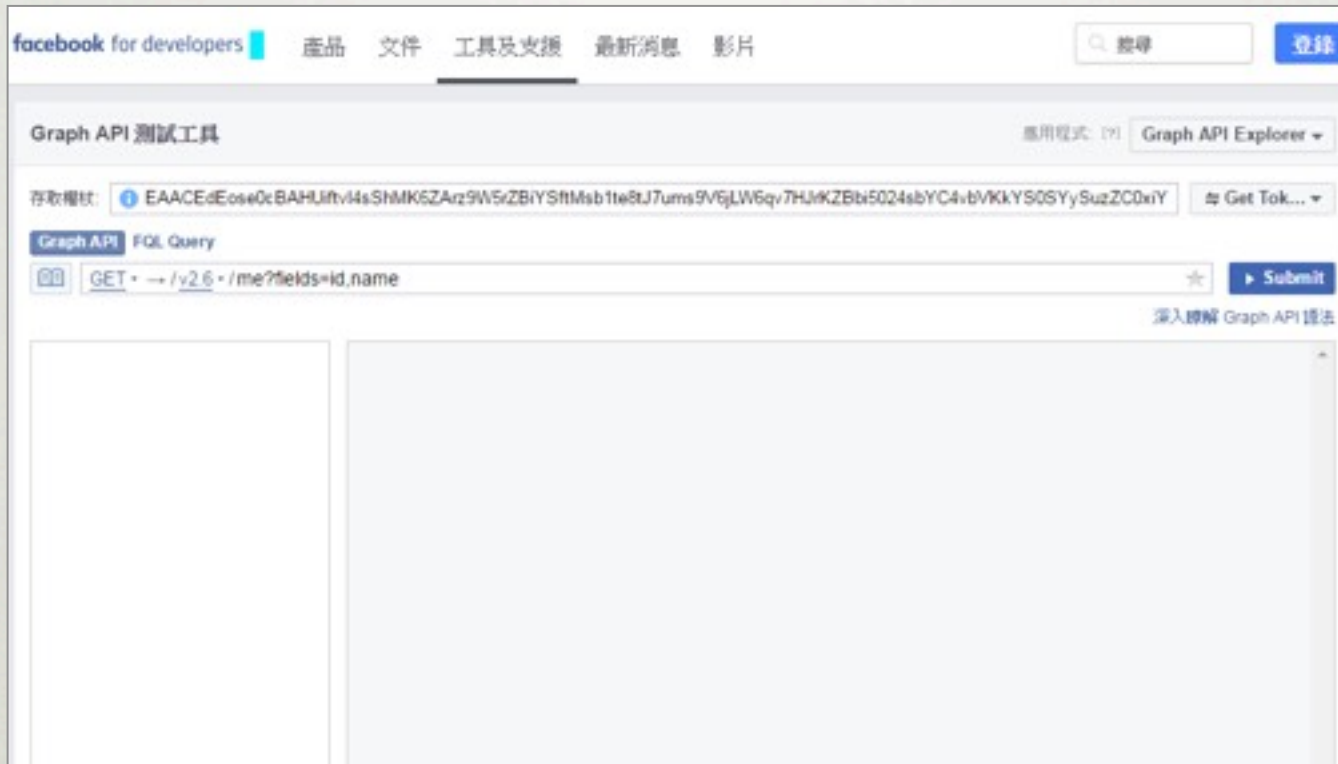 facebook for developers 產品 文件 工具及支援 最新消息 影片 搜尋 登錄
Graph API 測試工具 應用程式: [?] Graph API Explorer
存取權杖: Get Tok...
Graph API FQL Query
GET → /v2.6 /me?fields=id,name Submit
深入瞭解 Graph API 語法